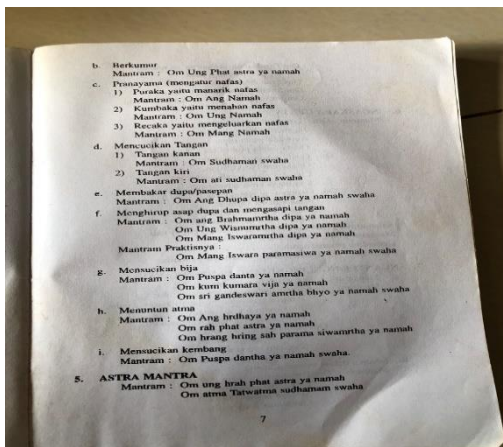 b. Berkumur
Mantram : Om Ung Phat astra ya namah
c. Pranayama (mengatur nafas)
1) Puraka yaitu manarik nafas
Mantram : Om Ang Namah
2) Kumbaka yaitu menahan nafas
Mantram : Om Ung Namah
3) Recaka yaitu mengeluarkan nafas
Mantram : Om Mang Namah
d. Mencucikan Tangan
1) Tangan kanan
Mantram : Om Sudhaman swaha
2) Tangan kiri
Mantram : Om ati sudhaman swaha
e. Membakar dupa/pasepan
Mantram : Om Ang Dhupa dipa astra ya namah swaha
f. Menghirup asap dupa dan mengasapi tangan
Mantram : Om ang Brahmamrtha dipa ya namah
Om Ung Wisnumrtha dipa ya namah
Om Mang Iswaramrtha dipa ya namah
Mantram Praktisnya :
Om Mang Iswara paramasiwa ya namah swaha
g. Mensucikan bija
Mantram : Om Puspa danta ya namah
Om kum kumara vija ya namah
Om sri gandeswari amrtha bhyo ya namah swaha
h. Menuntun atma
Mantram : Om Ang hrdhaya ya namah
Om rah phat astra ya namah
Om hrang hring sah parama siwamrtha ya namah
i. Mensucikan kembang
Mantram : Om Puspa dantha ya namah swaha.
5. ASTRA MANTRA
Mantram : Om ung hrah phat astra ya namah
Om atma Tatwatma sudhamam swaha
7